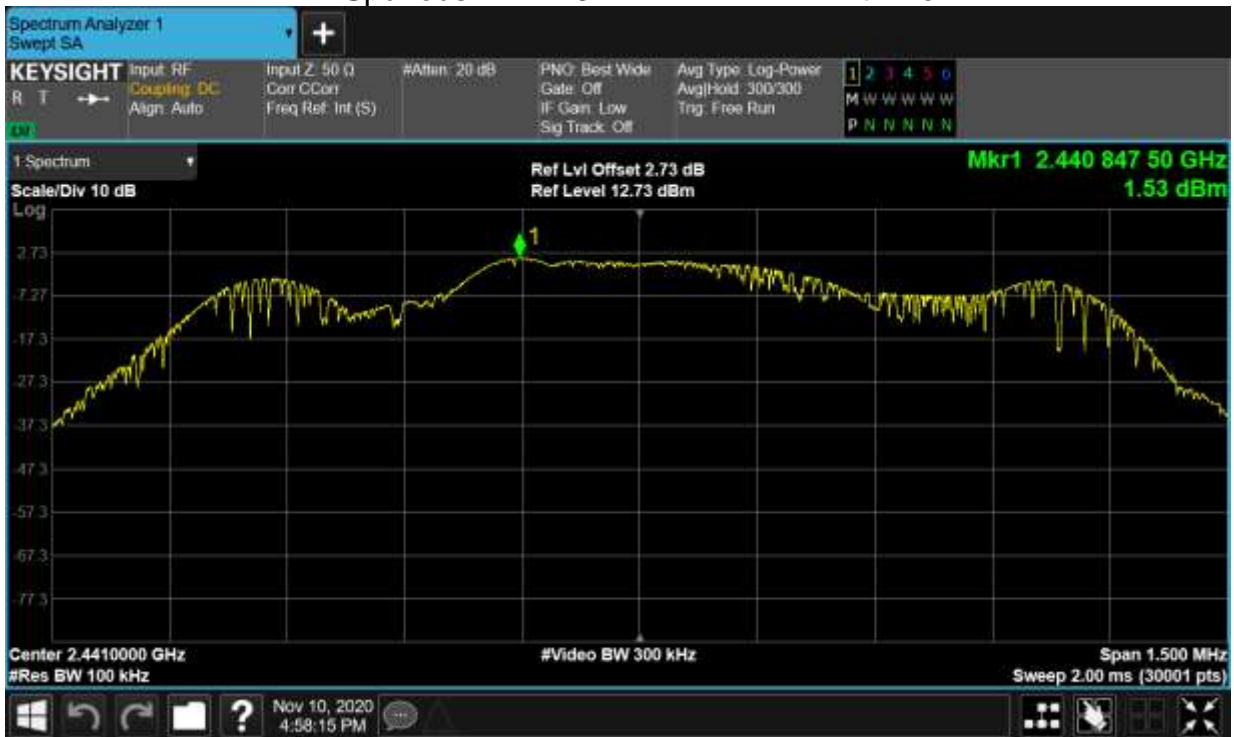 Spectrum Analyzer 1
Swept SA
KEYSIGHT
R T
Input: RF
Coupling: DC
Align: Auto
Input Z: 50 Ω
Corr CCorr
Freq Ref: Int (S)
#Atten: 20 dB
PNO: Best Wide
Gate: Off
IF Gain: Low
Sig Track: Off
Avg Type: Log-Power
Avg|Hold: 300/300
Trig: Free Run
1 2 3 4 5 6
M W W W W W
P N N N N N
1 Spectrum
Scale/Div 10 dB
Log
Ref Lvl Offset 2.73 dB
Ref Level 12.73 dBm
Mkr1 2.440 847 50 GHz
1.53 dBm
1
2.73
-7.27
-17.3
-27.3
-37.3
-47.3
-57.3
-67.3
-77.3
Center 2.4410000 GHz
#Res BW 100 kHz
#Video BW 300 kHz
Span 1.500 MHz
Sweep 2.00 ms (30001 pts)
?
Nov 10, 2020
4:58:15 PM